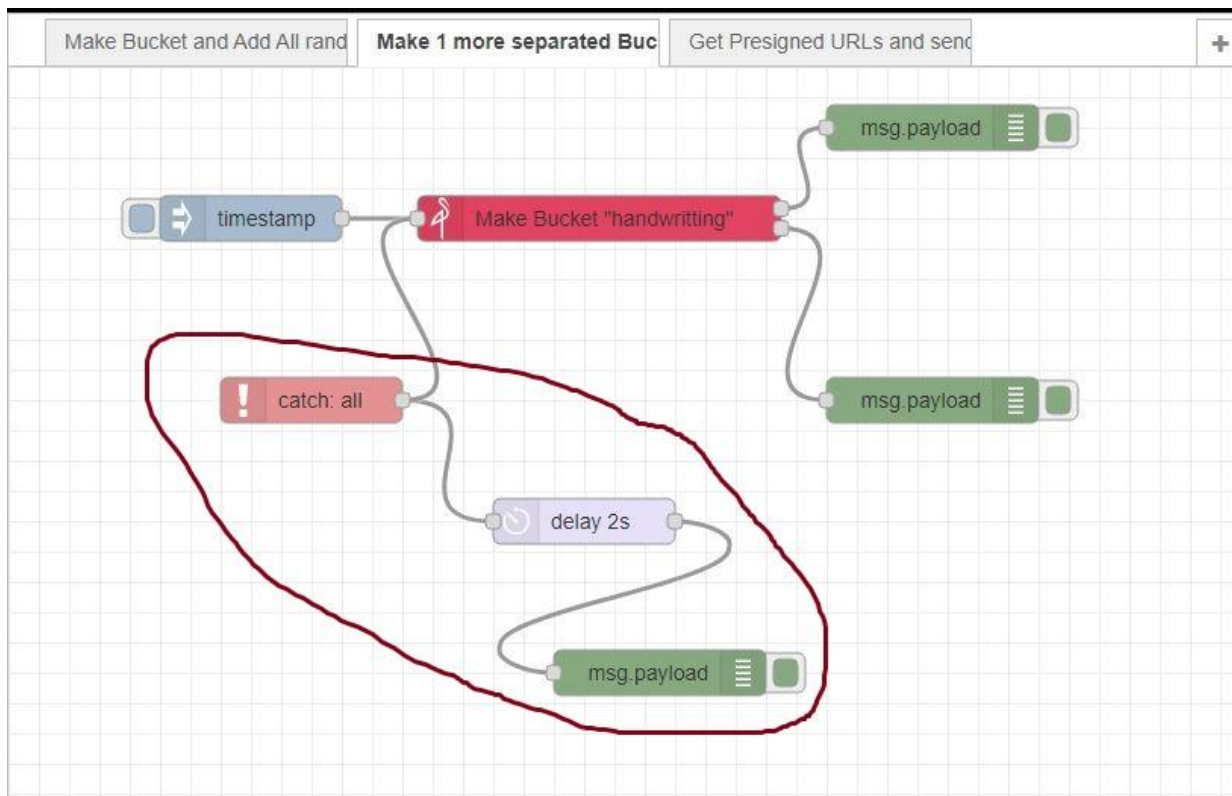 Make Bucket and Add All rand
Make 1 more separated Buc
Get Presigned URLs and send
+
msg.payload
timestamp
Make Bucket "handwritting"
catch: all
msg.payload
delay 2s
msg.payload